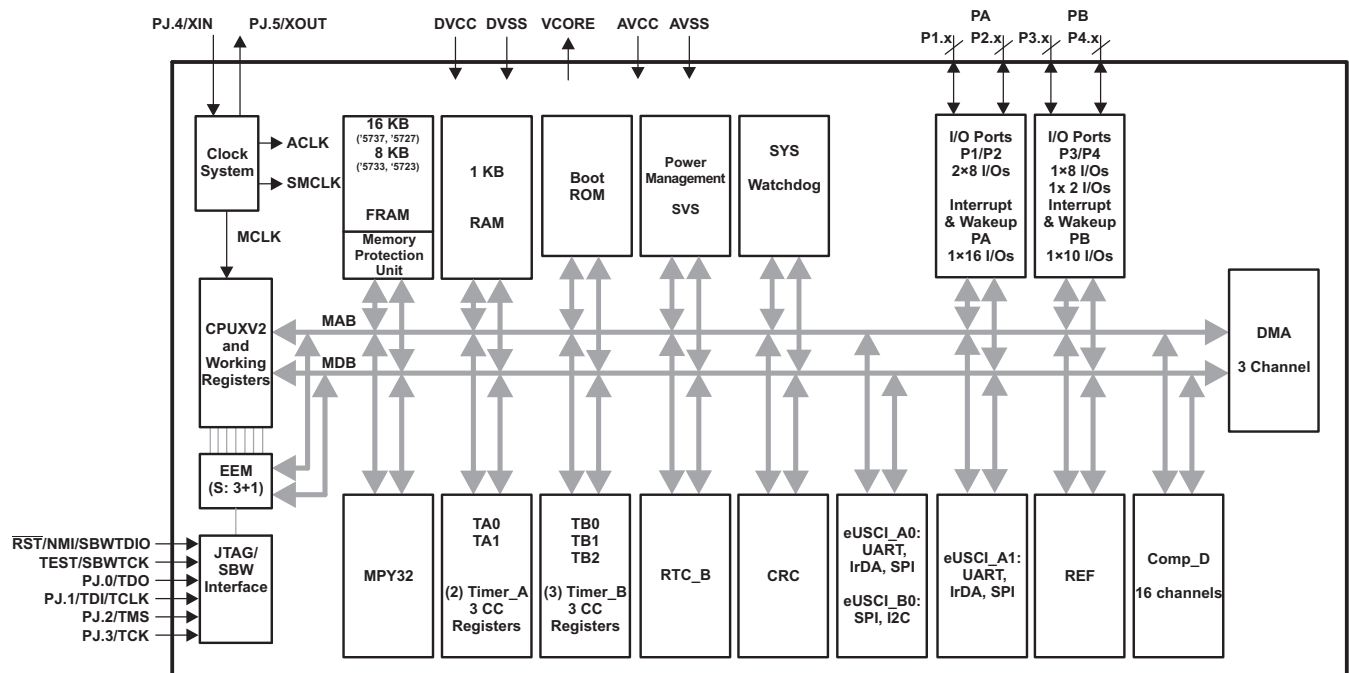 PJ.4/XIN
PJ.5/XOUT
DVCC
DVSS
VCORE
AVCC
AVSS
PA
P1.x
P2.x
PB
P3.x
P4.x
Clock
System
ACLK
SMCLK
MCLK
16 KB
('5737, '5727)
8 KB
('5733, '5723)
FRAM
Memory
Protection
Unit
1 KB
RAM
Boot
ROM
Power
Management
SVS
SYS
Watchdog
I/O Ports
P1/P2
2×8 I/Os
Interrupt
& Wakeup
PA
1×16 I/Os
I/O Ports
P3/P4
1×8 I/Os
1x 2 I/Os
Interrupt
& Wakeup
PB
1×10 I/Os
CPUXV2
and
Working
Registers
MAB
MDB
DMA
3 Channel
EEM
(S: 3+1)
RST/NMI/SBWTDIO
TEST/SBWTCK
PJ.0/TDO
PJ.1/TDI/TCLK
PJ.2/TMS
PJ.3/TCK
JTAG/
SBW
Interface
MPY32
TA0
TA1
(2) Timer_A
3 CC
Registers
TB0
TB1
TB2
(3) Timer_B
3 CC
Registers
RTC_B
CRC
eUSCI_A0:
UART,
IrDA, SPI
eUSCI_B0:
SPI, I2C
eUSCI_A1:
UART,
IrDA, SPI
REF
Comp_D
16 channels